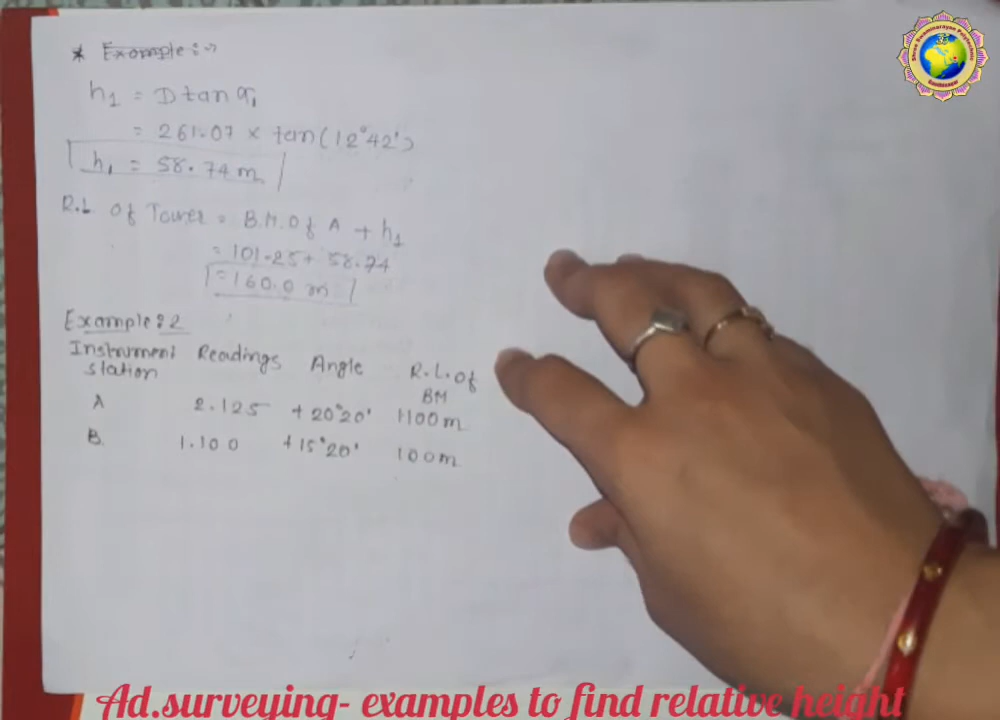 * Example :->
h1 = D tan α1
= 261.07 × tan(12°42')
h1 = 58.74 m
R.L. Of Tower = B.M. Of A + h1
= 101.25 + 58.74
= 160.0 m
Example: 2
Instrument station Readings Angle R.L. Of BM
A 2.125 +20°20' 100m
B. 1.100 +15°20' 100m
Ad.surveying- examples to find relative height